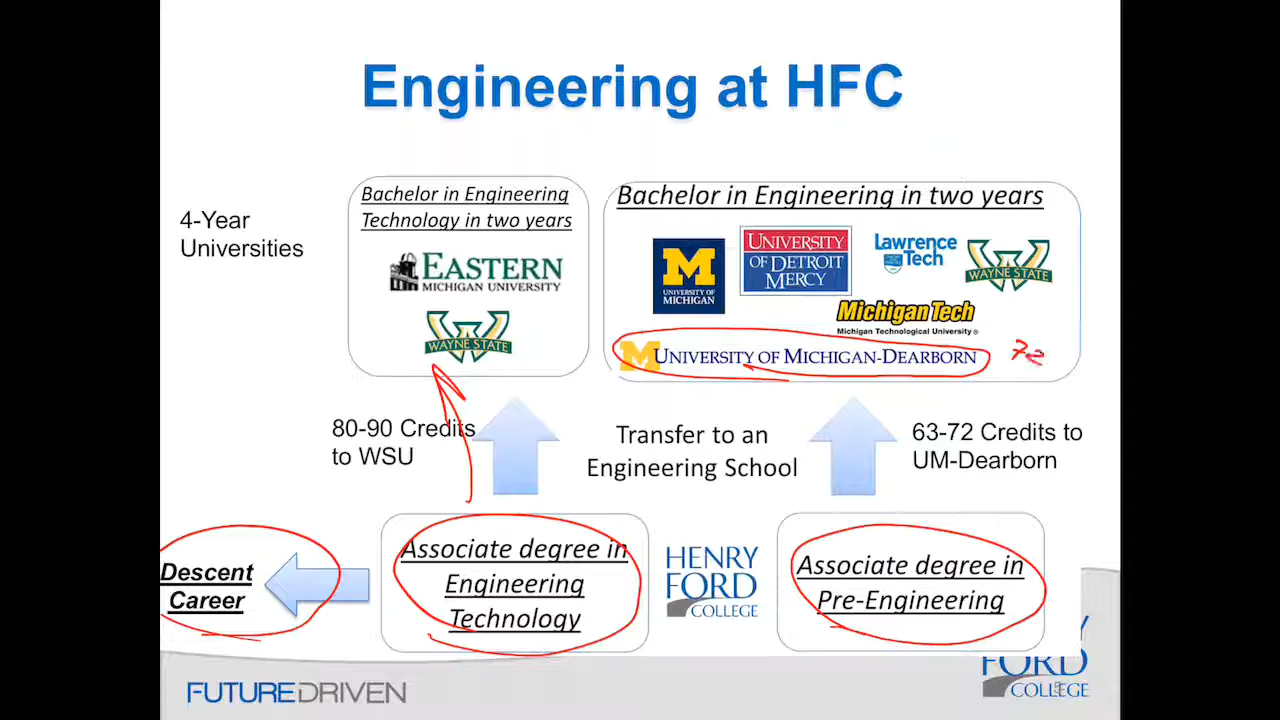 Engineering at HFC
4-Year
Universities
Bachelor in Engineering
Technology in two years
EASTERN
MICHIGAN UNIVERSITY
WAYNE STATE
Bachelor in Engineering in two years
UNIVERSITY OF
MICHIGAN
UNIVERSITY
OF DETROIT
MERCY
Lawrence
Tech
WAYNE STATE
Michigan Tech
Michigan Technological University
M UNIVERSITY OF MICHIGAN-DEARBORN
80-90 Credits
to WSU
Transfer to an
Engineering School
63-72 Credits to
UM-Dearborn
Descent
Career
Associate degree in
Engineering
Technology
HENRY
FORD
COLLEGE
Associate degree in
Pre-Engineering
FUTUREDRIVEN
FORD
COLLEGE